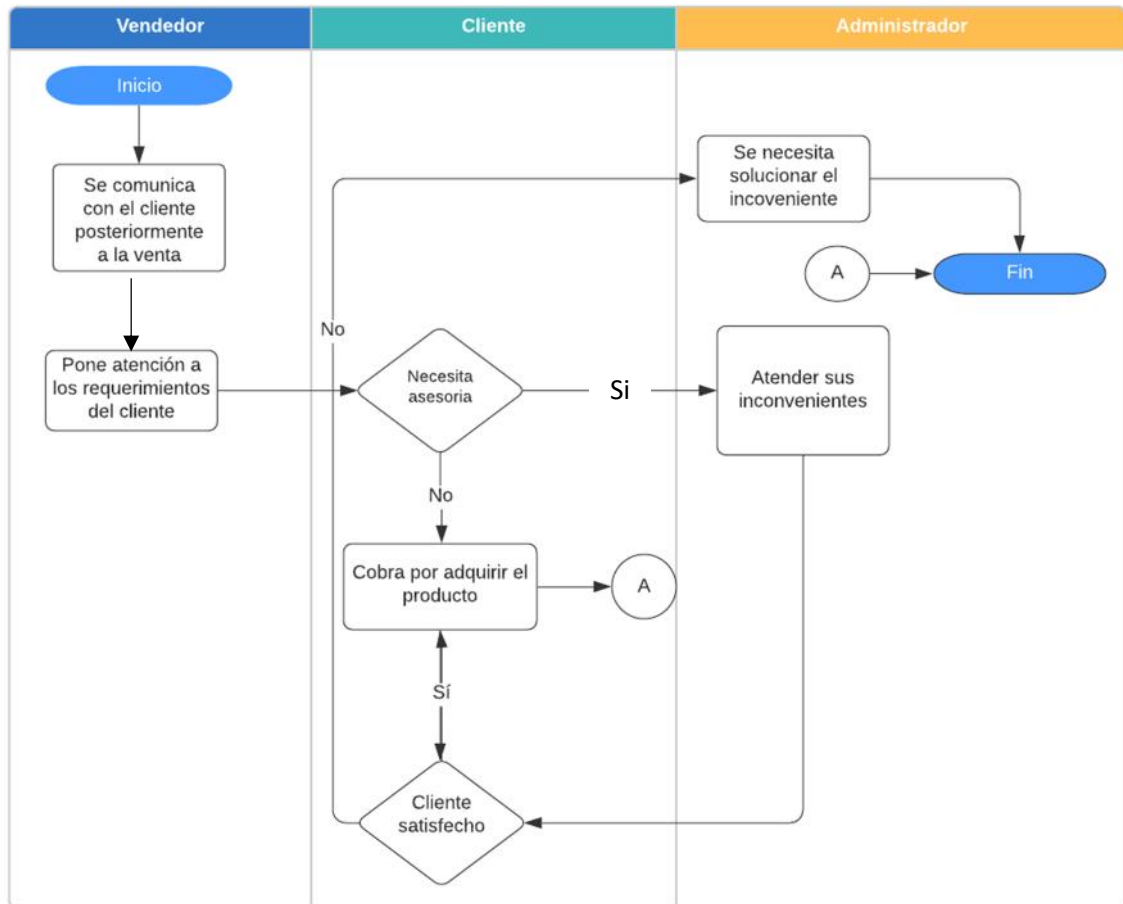 Vendedor
Cliente
Administrador
Inicio
Se comunica
con el cliente
posteriormente
a la venta
Se necesita
solucionar el
incoveniente
A
Fin
No
Pone atención a
los requerimientos
del cliente
Necesita
asesoria
Si
Atender sus
inconvenientes
No
Cobra por adquirir el
producto
A
Sí
Cliente
satisfecho